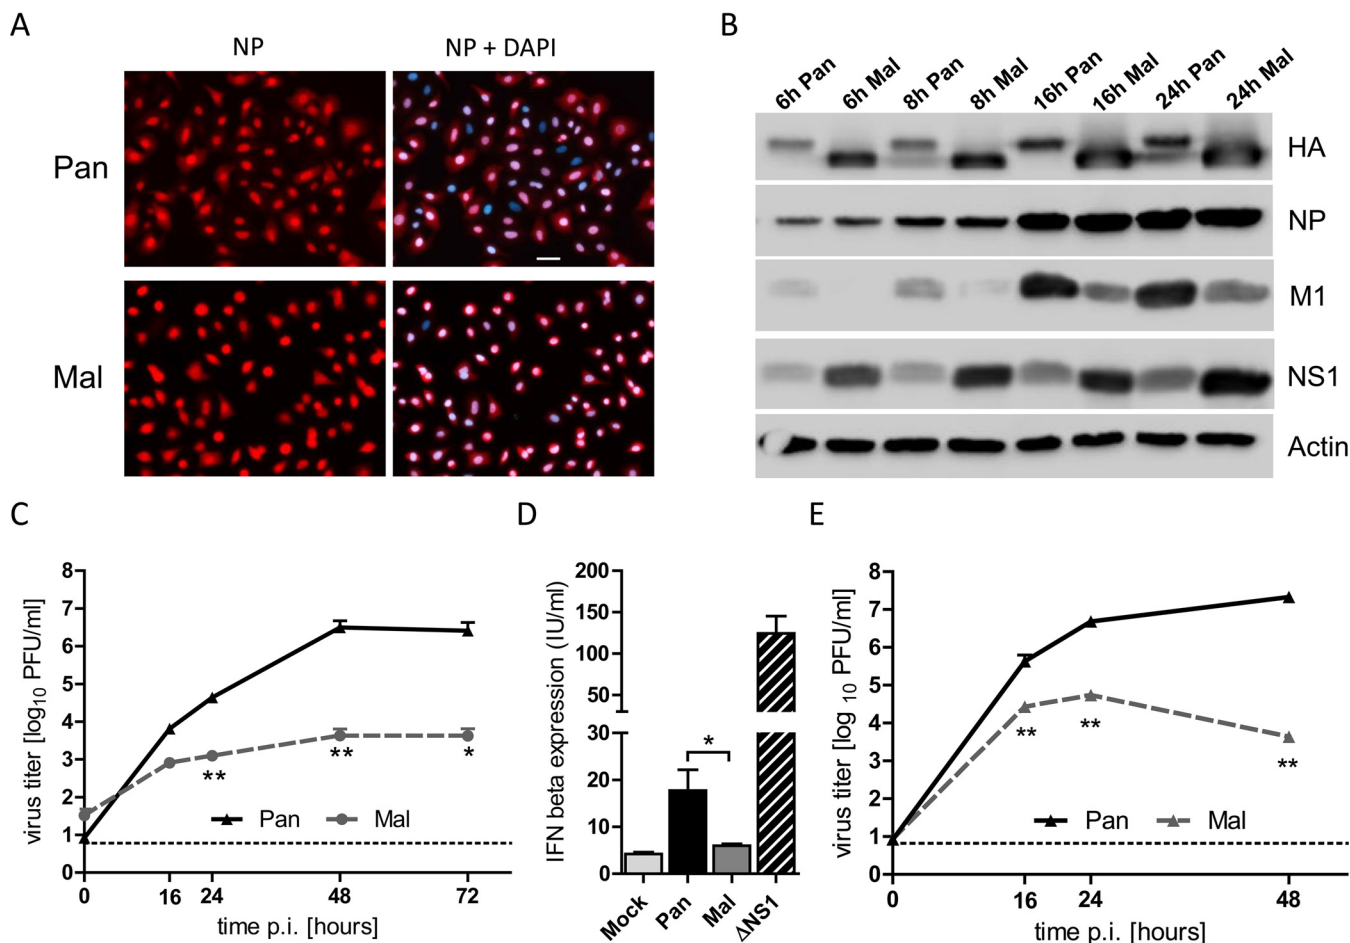 A
NP
NP + DAPI
Pan
Mal
B
6h Pan
6h Mal
8h Pan
8h Mal
16h Pan
16h Mal
24h Pan
24h Mal
HA
NP
M1
NS1
Actin
C
virus titer [log10 PFU/ml]
8
7
6
5
4
3
2
1
0
**
**
*
Pan
Mal
0
16
24
48
72
time p.i. [hours]
D
IFN beta expression (IU/ml)
200
150
100
50
30
20
10
0
*
Mock
Pan
Mal
ΔNS1
E
virus titer [log 10 PFU/ml]
8
7
6
5
4
3
2
1
0
**
**
**
Pan
Mal
0
16
24
48
time p.i. [hours]